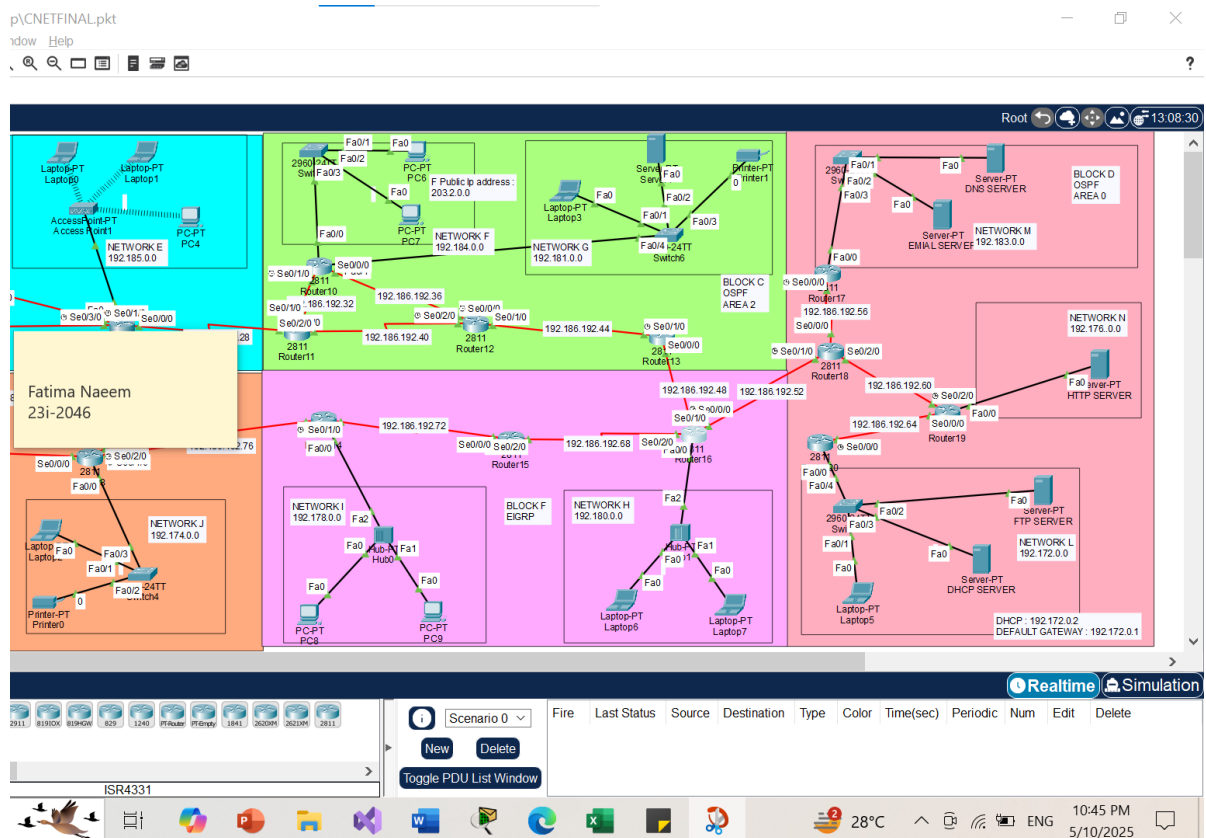 p\CNETFINAL.pkt
ndow Help
?
Root
13:08:30
Laptop-PT
Laptop0
Laptop-PT
Laptop1
AccessPoint-PT
Access Point1
PC-PT
PC4
NETWORK E
192.185.0.0
Se0/3/0
Se0/1/0
Se0/0/0
.28
Fa0/1
Fa0
Fa0/2
Fa0/3
PC-PT
PC6
Fa0
PC-PT
PC7
F Public Ip address :
203.2.0.0
Fa0/0
NETWORK F
192.184.0.0
Se0/1/0
Se0/0/0
2811
Router10
192.186.192.32
192.186.192.36
Se0/1/0
Se0/2/0
2811
Router11
192.186.192.40
Se0/2/0
Se0/0/0
Se0/1/0
2811
Router12
192.186.192.44
Se0/1/0
Se0/0/0
Router13
Fa0
Fa0/2
Printer-PT
Printer1
0
Laptop-PT
Laptop3
Fa0
Fa0/1
Fa0/3
Fa0/4
Switch6
NETWORK G
192.181.0.0
BLOCK C
OSPF
AREA 2
Fa0/1
Fa0/2
Fa0/3
Fa0
Server-PT
DNS SERVER
Fa0
Server-PT
EMIAL SERVER
NETWORK M
192.183.0.0
BLOCK D
OSPF
AREA 0
Fa0/0
Se0/0/0
Router17
192.186.192.56
Se0/0/0
Se0/1/0
Se0/2/0
2811
Router18
192.186.192.48
192.186.192.52
192.186.192.60
NETWORK N
192.176.0.0
Fa0
Server-PT
HTTP SERVER
Se0/2/0
Fa0/0
Se0/0/0
Router19
192.186.192.64
Se0/0/0
Fatima Naeem
23i-2046
.76
Se0/0/0
Se0/2/0
2811
Fa0/0
NETWORK J
192.174.0.0
Fa0
Fa0/3
Fa0/1
Fa0/2
0
Printer-PT
Printer0
Se0/1/0
Fa0/0
192.186.192.72
Se0/0/0
Se0/2/0
Router15
192.186.192.68
Se0/1/0
Fa0/0
Router16
NETWORK I
192.178.0.0
Fa2
Fa0
Fa1
Hub-PT
Hub0
Fa0
Fa0
PC-PT
PC8
PC-PT
PC9
BLOCK F
EIGRP
NETWORK H
192.180.0.0
Fa2
Fa0
Fa1
Fa0
Fa0
Laptop-PT
Laptop6
Laptop-PT
Laptop7
Fa0/0
Fa0/4
Fa0/2
Fa0/3
Fa0/1
Fa0
Server-PT
FTP SERVER
NETWORK L
192.172.0.0
Fa0
Server-PT
DHCP SERVER
Fa0
Laptop-PT
Laptop5
DHCP : 192.172.0.2
DEFAULT GATEWAY : 192.172.0.1
Realtime
Simulation
2911
819IOX
819HGW
829
1240
PT-Router
PT-Empty
1841
2620XM
2621XM
2811
ISR4331
Scenario 0
New
Delete
Toggle PDU List Window
Fire Last Status Source Destination Type Color Time(sec) Periodic Num Edit Delete
2
28°C
ENG
10:45 PM
5/10/2025